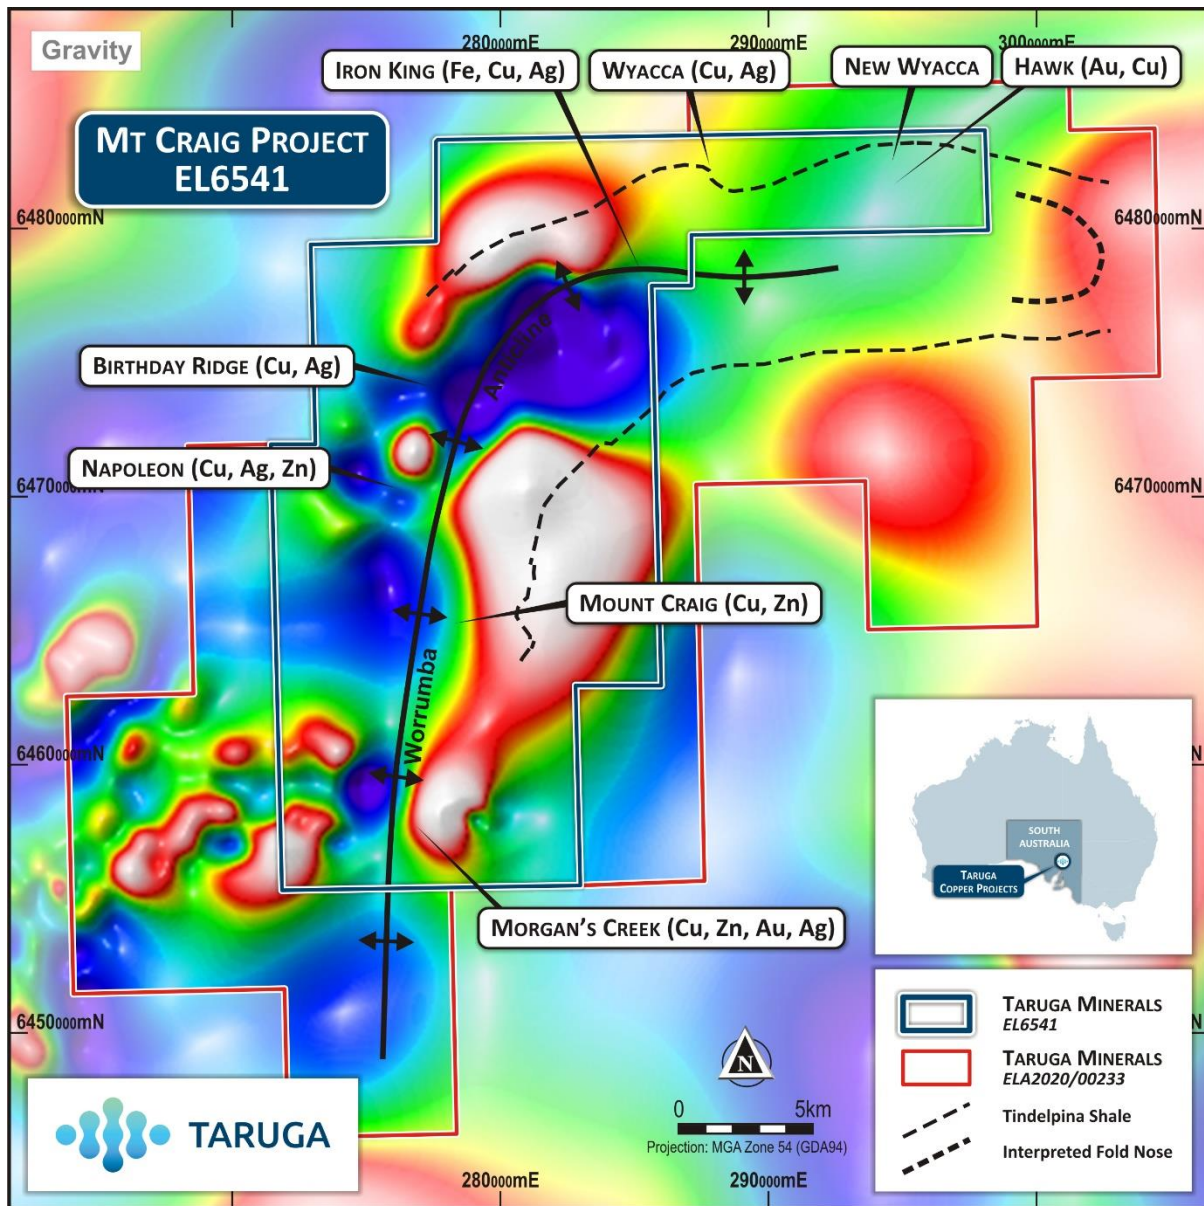 Gravity
280000mE
290000mE
300000mE
IRON KING (Fe, Cu, Ag)
WYACCA (Cu, Ag)
NEW WYACCA
HAWK (Au, Cu)
MT CRAIG PROJECT
EL6541
6480000mN
6480000mN
Anticline
BIRTHDAY RIDGE (Cu, Ag)
NAPOLEON (Cu, Ag, Zn)
6470000mN
6470000mN
MOUNT CRAIG (Cu, Zn)
Worrumba
6460000mN
SOUTH
AUSTRALIA
TARUGA
COPPER PROJECTS
MORGAN'S CREEK (Cu, Zn, Au, Ag)
6450000mN
TARUGA MINERALS
EL6541
TARUGA MINERALS
ELA2020/00233
Tindelpina Shale
Interpreted Fold Nose
N
0 5km
Projection: MGA Zone 54 (GDA94)
TARUGA
280000mE
290000mE